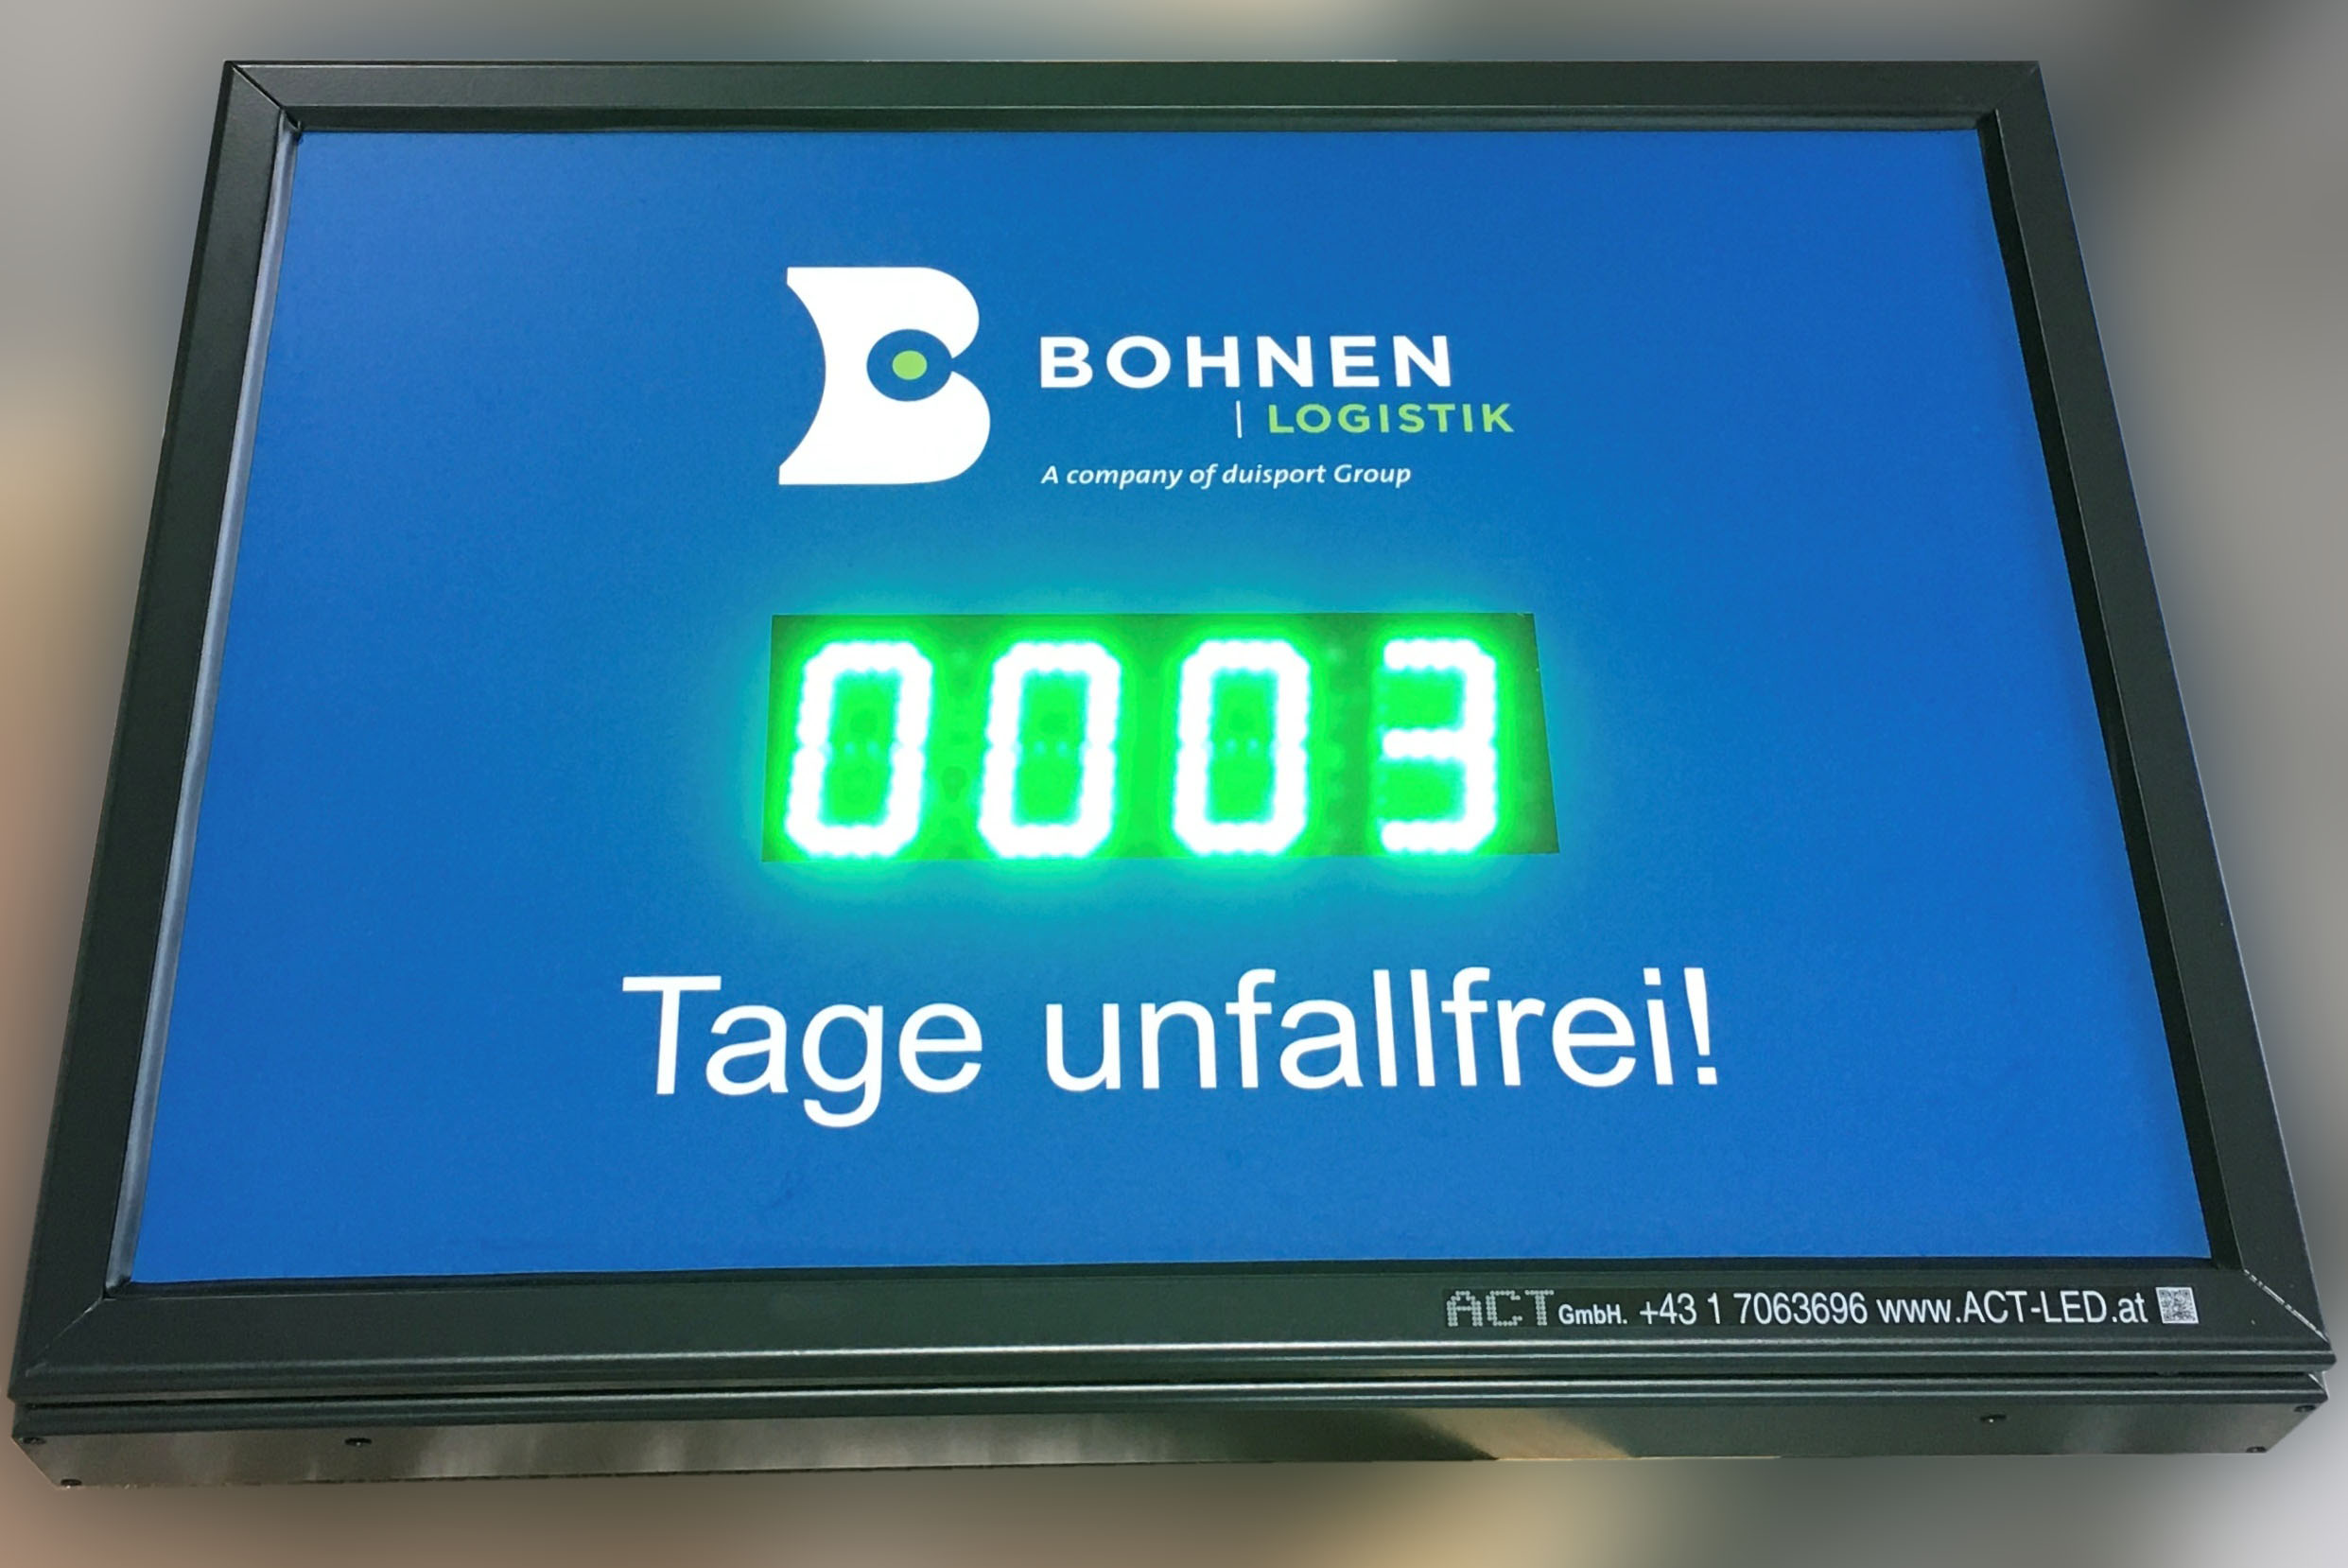 BOHNEN
| LOGISTIK
A company of duisport Group
0003
Tage unfallfrei!
ACT GmbH. +43 1 7063696 www.ACT-LED.at